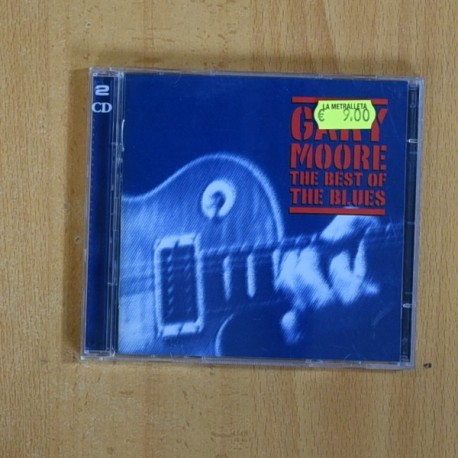 2
CD
LA METRALLETA
€ 9.00
GARY
MOORE
THE BEST OF
THE BLUES